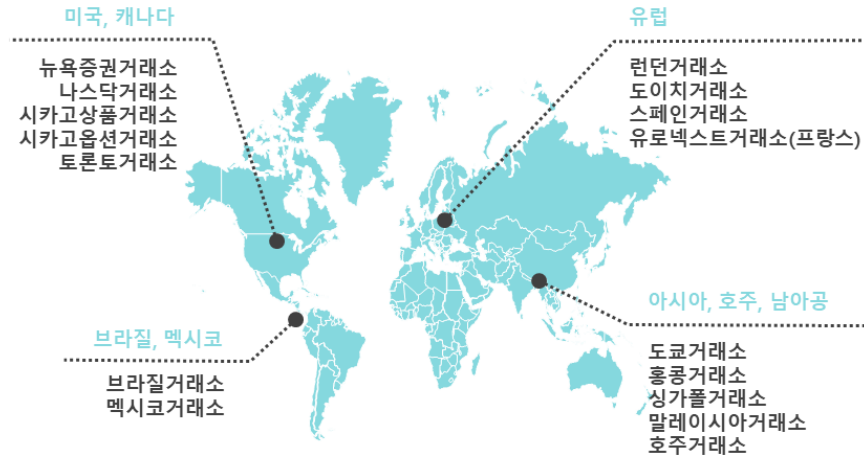 미국, 캐나다
뉴욕증권거래소
나스닥거래소
시카고상품거래소
시카고옵션거래소
토론토거래소
유럽
런던거래소
도이치거래소
스페인거래소
유로넥스트거래소(프랑스)
브라질, 멕시코
브라질거래소
멕시코거래소
아시아, 호주, 남아공
도쿄거래소
홍콩거래소
싱가폴거래소
말레이시아거래소
호주거래소